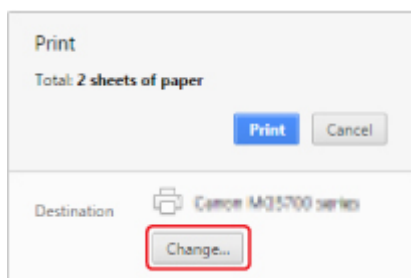 Print
Total: 2 sheets of paper
Print Cancel
Destination Canon MG5700 series
Change...